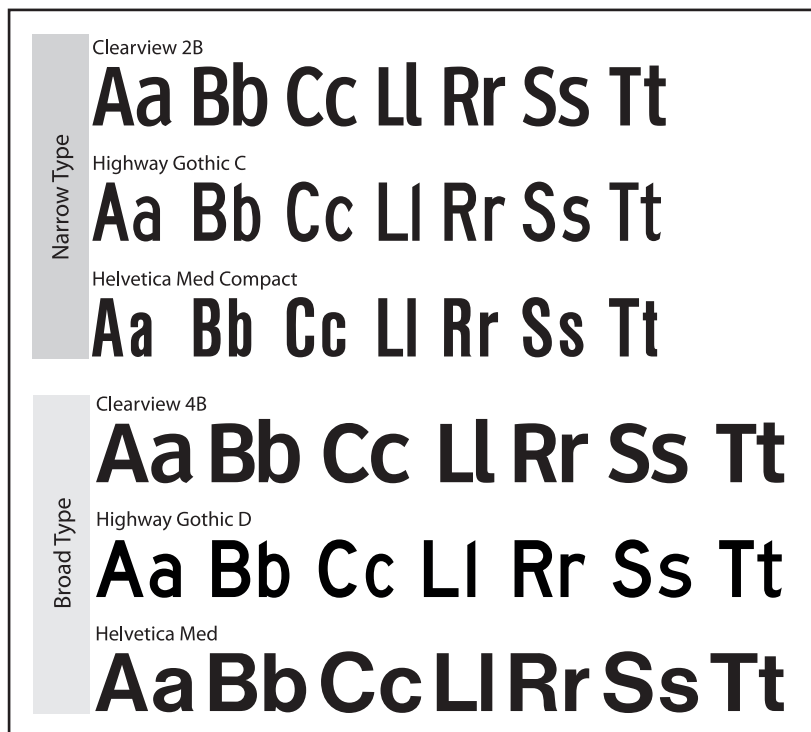 Narrow Type
Clearview 2B
Aa Bb Cc Ll Rr Ss Tt
Highway Gothic C
Aa Bb Cc Ll Rr Ss Tt
Helvetica Med Compact
Aa Bb Cc Ll Rr Ss Tt
Broad Type
Clearview 4B
Aa Bb Cc Ll Rr Ss Tt
Highway Gothic D
Aa Bb Cc Ll Rr Ss Tt
Helvetica Med
Aa Bb Cc Ll Rr Ss Tt